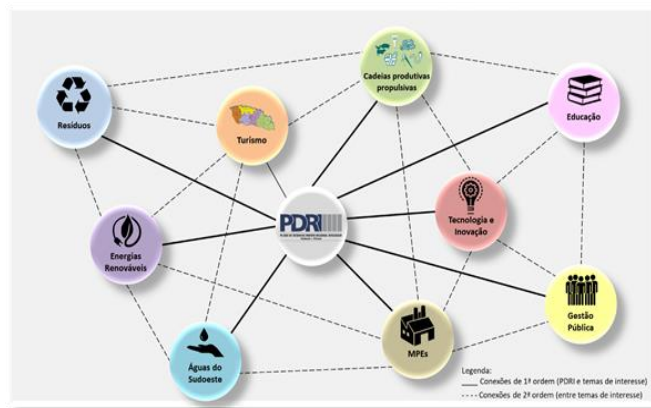 Cadeias produtivas
propulsivas
Resíduos
Turismo
Educação
PDRI
Tecnologia e
Inovação
Energias
Renováveis
Gestão
Pública
MPEs
Águas do
Sudoeste
Legenda:
Conexões de 1ª ordem (PDRI e temas de interesse)
Conexões de 2ª ordem (entre temas de interesse)